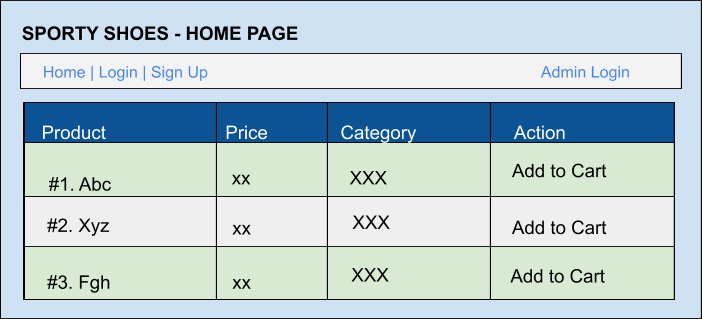 SPORTY SHOES - HOME PAGE
Home | Login | Sign Up Admin Login
Product Price Category Action
#1. Abc xx XXX Add to Cart
#2. Xyz xx XXX Add to Cart
#3. Fgh xx XXX Add to Cart